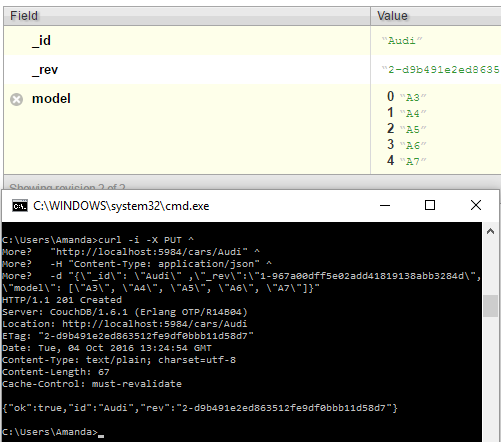 Field Value
_id "Audi"
_rev "2-d9b491e2ed8635
model 0 "A3"
1 "A4"
2 "A5"
3 "A6"
4 "A7"
Showing revision 2 of 2
C:\WINDOWS\system32\cmd.exe
C:\Users\Amanda>curl -i -X PUT ^
More?   "http://localhost:5984/cars/Audi" ^
More?   -H "Content-Type: application/json" ^
More?   -d "{\"_id\": \"Audi\" ,\"_rev\":\"1-967a00dff5e02add41819138abb3284d\",
\"model\": [\"A3\", \"A4\", \"A5\", \"A6\", \"A7\"]}"
HTTP/1.1 201 Created
Server: CouchDB/1.6.1 (Erlang OTP/R14B04)
Location: http://localhost:5984/cars/Audi
ETag: "2-d9b491e2ed863512fe9df0bbb11d58d7"
Date: Tue, 04 Oct 2016 13:24:54 GMT
Content-Type: text/plain; charset=utf-8
Content-Length: 67
Cache-Control: must-revalidate
{"ok":true,"id":"Audi","rev":"2-d9b491e2ed863512fe9df0bbb11d58d7"}
C:\Users\Amanda>_